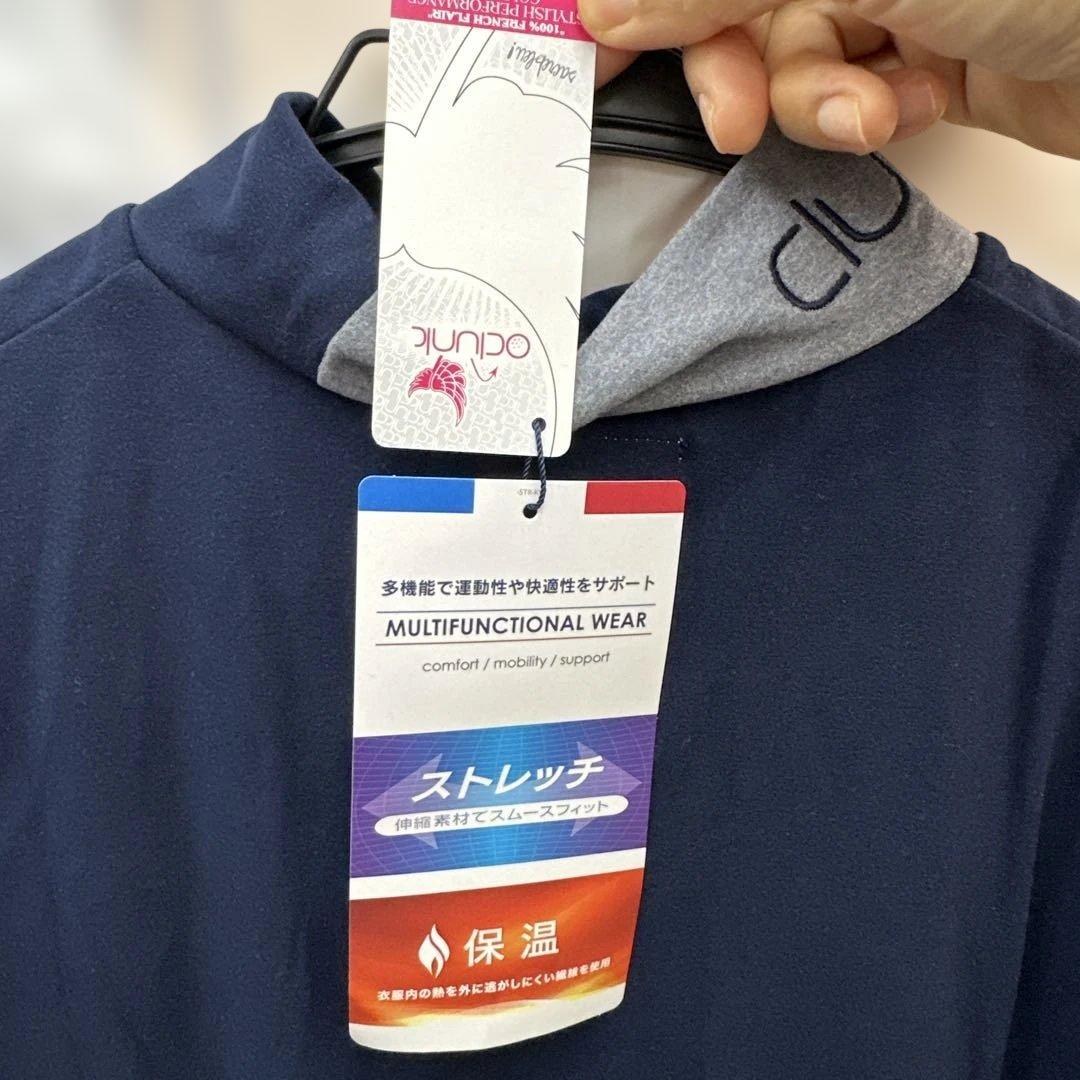 "100% FRENCH FLAIR"
STYLISH PERFORMANCE
sacrebleu!
oclunk
多機能で運動性や快適性をサポート
MULTIFUNCTIONAL WEAR
comfort / mobility / support
ストレッチ
伸縮素材でスムースフィット
保温
衣服内の熱を外に逃がしにくい繊維を使用